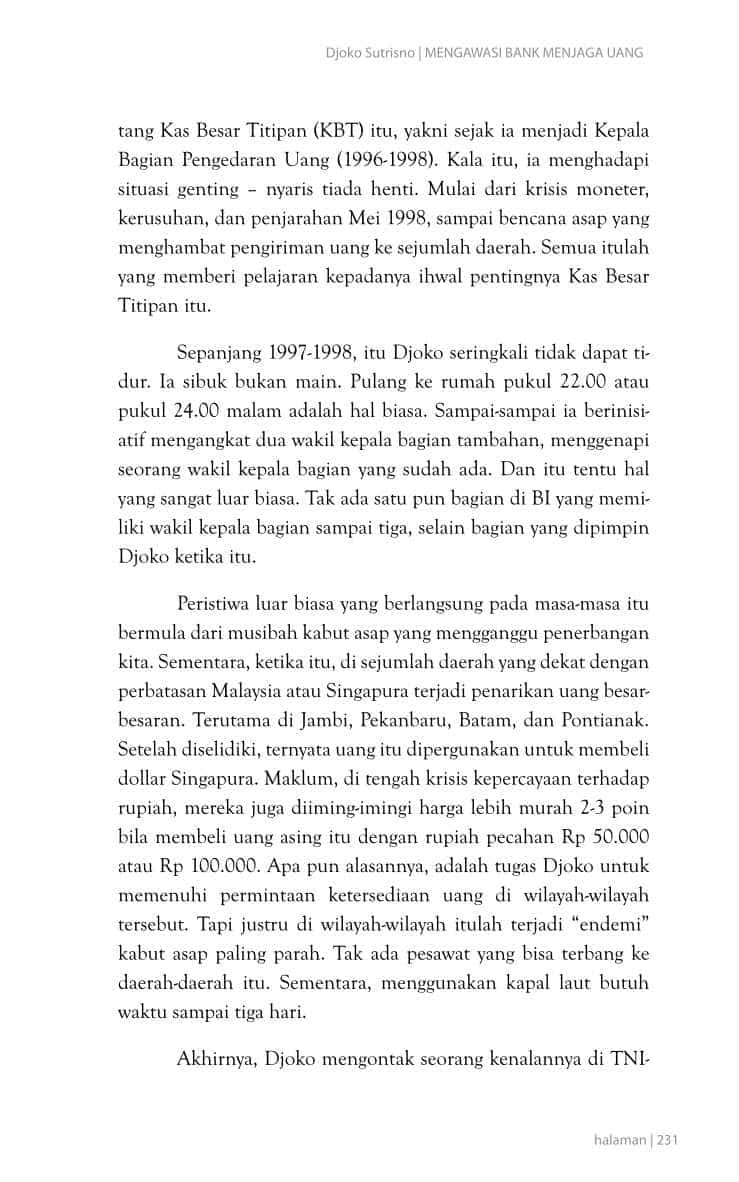 Djoko Sutrisno | MENGAWASI BANK MENJAGA UANG
tang Kas Besar Titipan (KBT) itu, yakni sejak ia menjadi Kepala
Bagian Pengedaran Uang (1996-1998). Kala itu, ia menghadapi
situasi genting – nyaris tiada henti. Mulai dari krisis moneter,
kerusuhan, dan penjarahan Mei 1998, sampai bencana asap yang
menghambat pengiriman uang ke sejumlah daerah. Semua itulah
yang memberi pelajaran kepadanya ihwal pentingnya Kas Besar
Titipan itu.
Sepanjang 1997-1998, itu Djoko seringkali tidak dapat ti-
dur. Ia sibuk bukan main. Pulang ke rumah pukul 22.00 atau
pukul 24.00 malam adalah hal biasa. Sampai-sampai ia berinisi-
atif mengangkat dua wakil kepala bagian tambahan, menggenapi
seorang wakil kepala bagian yang sudah ada. Dan itu tentu hal
yang sangat luar biasa. Tak ada satu pun bagian di BI yang memi-
liki wakil kepala bagian sampai tiga, selain bagian yang dipimpin
Djoko ketika itu.
Peristiwa luar biasa yang berlangsung pada masa-masa itu
bermula dari musibah kabut asap yang mengganggu penerbangan
kita. Sementara, ketika itu, di sejumlah daerah yang dekat dengan
perbatasan Malaysia atau Singapura terjadi penarikan uang besar-
besaran. Terutama di Jambi, Pekanbaru, Batam, dan Pontianak.
Setelah diselidiki, ternyata uang itu dipergunakan untuk membeli
dollar Singapura. Maklum, di tengah krisis kepercayaan terhadap
rupiah, mereka juga diiming-imingi harga lebih murah 2-3 poin
bila membeli uang asing itu dengan rupiah pecahan Rp 50.000
atau Rp 100.000. Apa pun alasannya, adalah tugas Djoko untuk
memenuhi permintaan ketersediaan uang di wilayah-wilayah
tersebut. Tapi justru di wilayah-wilayah itulah terjadi “endemi”
kabut asap paling parah. Tak ada pesawat yang bisa terbang ke
daerah-daerah itu. Sementara, menggunakan kapal laut butuh
waktu sampai tiga hari.
Akhirnya, Djoko mengontak seorang kenalannya di TNI-
halaman | 231